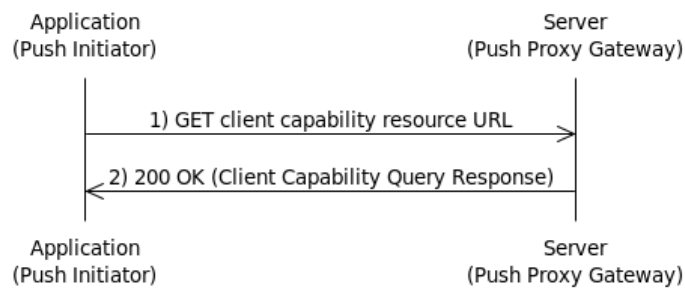 Application
(Push Initiator)
Server
(Push Proxy Gateway)
1) GET client capability resource URL
2) 200 OK (Client Capability Query Response)
Application
(Push Initiator)
Server
(Push Proxy Gateway)